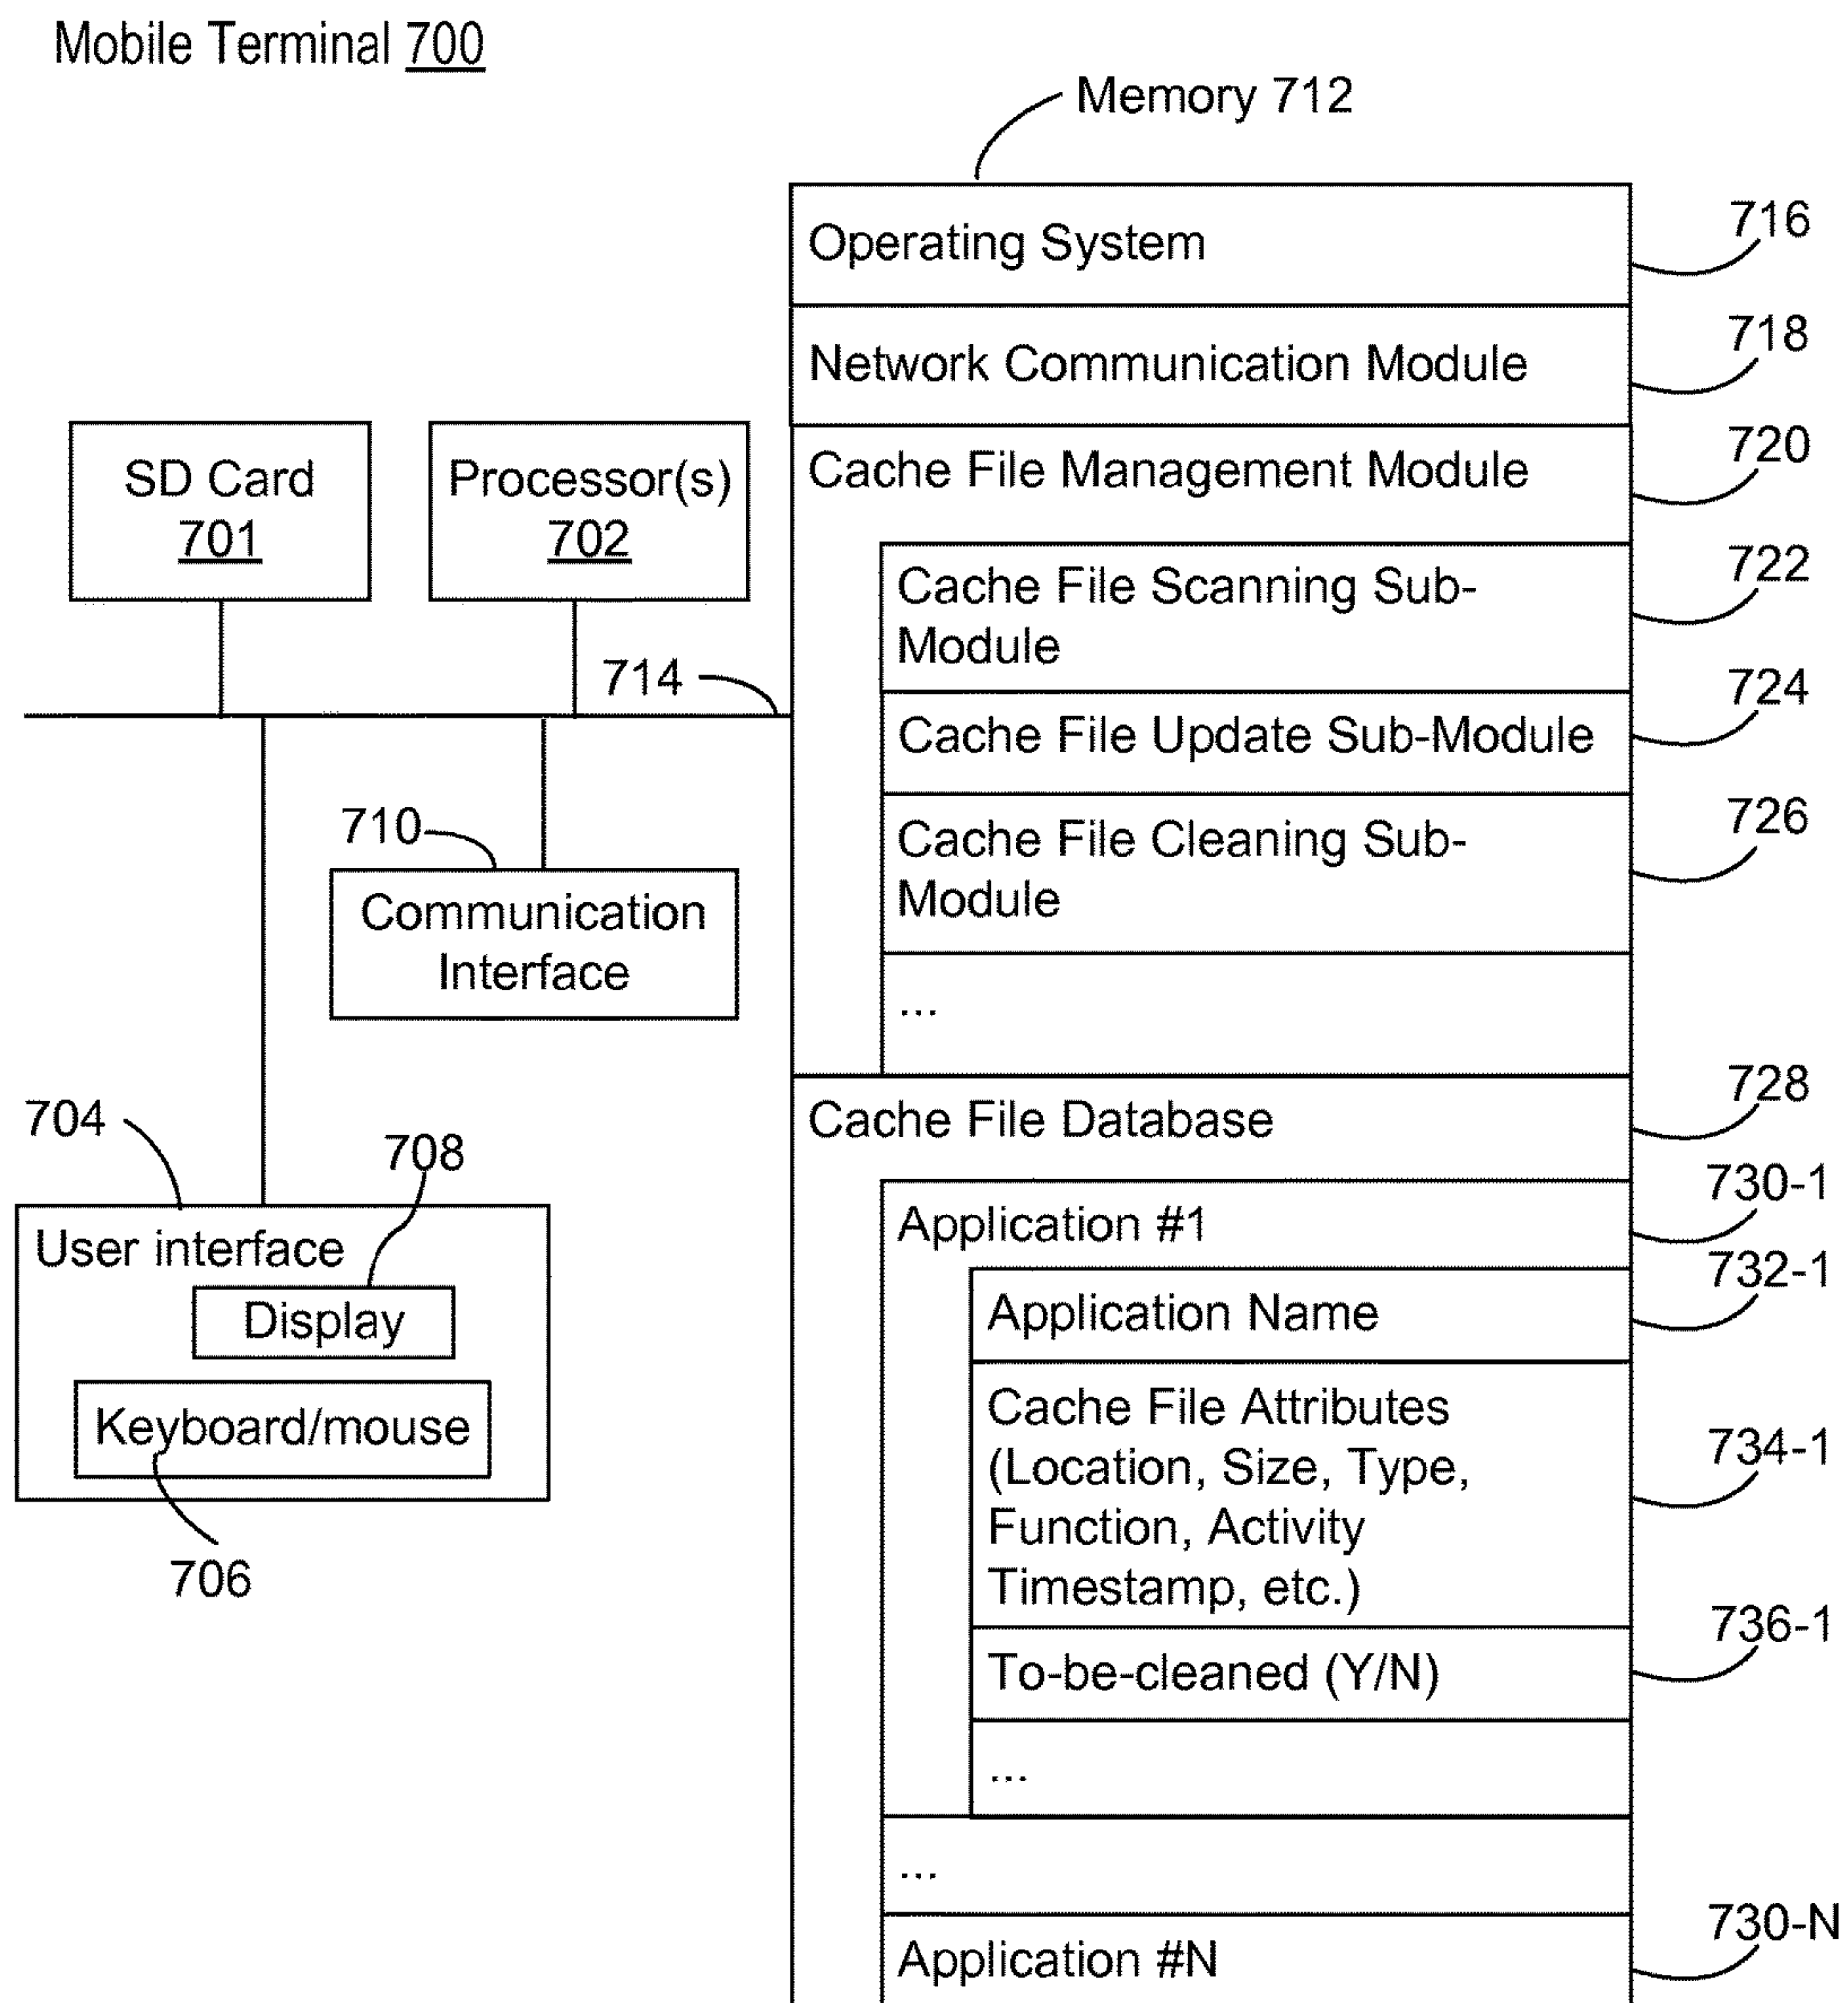 Mobile Terminal 700
Memory 712
Operating System
716
Network Communication Module
718
SD Card
701
Processor(s)
702
Cache File Management Module
720
Cache File Scanning Sub-
Module
722
714
Cache File Update Sub-Module
724
710
Communication
Interface
Cache File Cleaning Sub-
Module
726
...
704
708
User interface
Display
Keyboard/mouse
706
Cache File Database
728
Application #1
730-1
Application Name
732-1
Cache File Attributes
(Location, Size, Type,
Function, Activity
Timestamp, etc.)
734-1
To-be-cleaned (Y/N)
736-1
...
...
Application #N
730-N